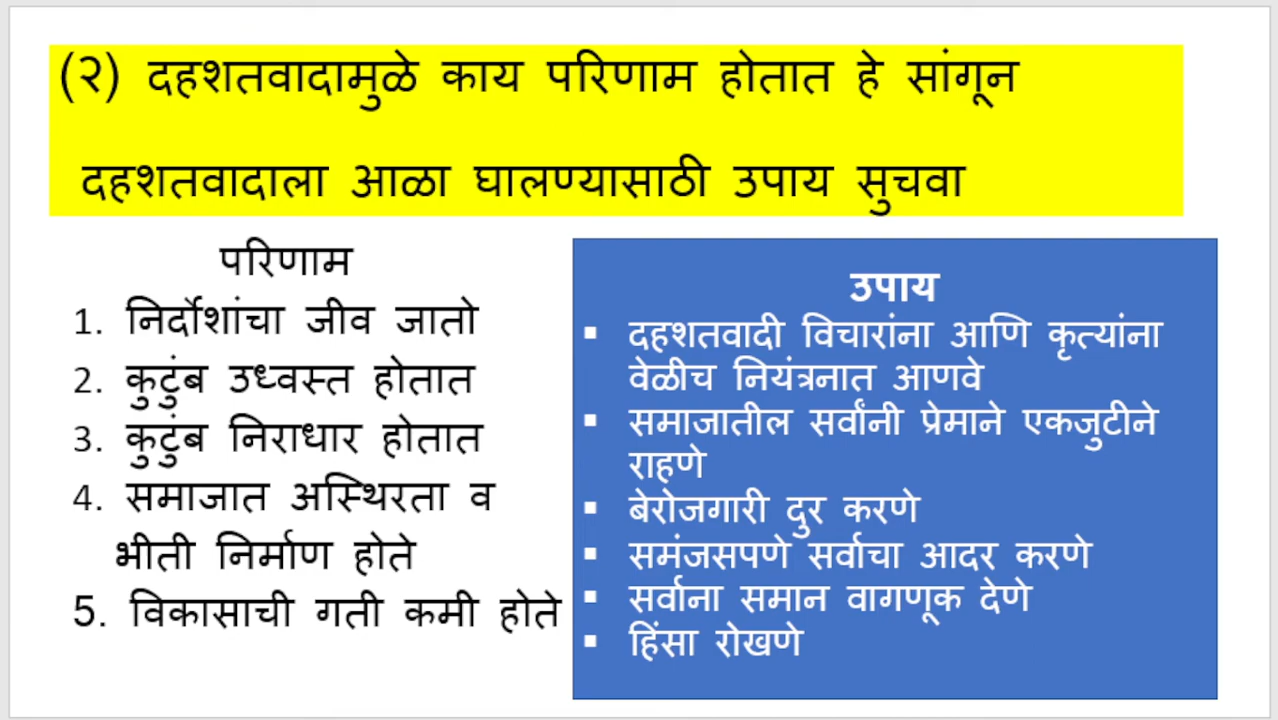 (२) दहशतवादामुळे काय परिणाम होतात हे सांगून
दहशतवादाला आळा घालण्यासाठी उपाय सुचवा
परिणाम
1. निर्दोशांचा जीव जातो
2. कुटुंब उध्वस्त होतात
3. कुटुंब निराधार होतात
4. समाजात अस्थिरता व
भीती निर्माण होते
5. विकासाची गती कमी होते
उपाय
▪ दहशतवादी विचारांना आणि कृत्यांना
वेळीच नियंत्रनात आणवे
▪ समाजातील सर्वांनी प्रेमाने एकजुटीने
राहणे
▪ बेरोजगारी दुर करणे
▪ समंजसपणे सर्वाचा आदर करणे
▪ सर्वाना समान वागणूक देणे
▪ हिंसा रोखणे